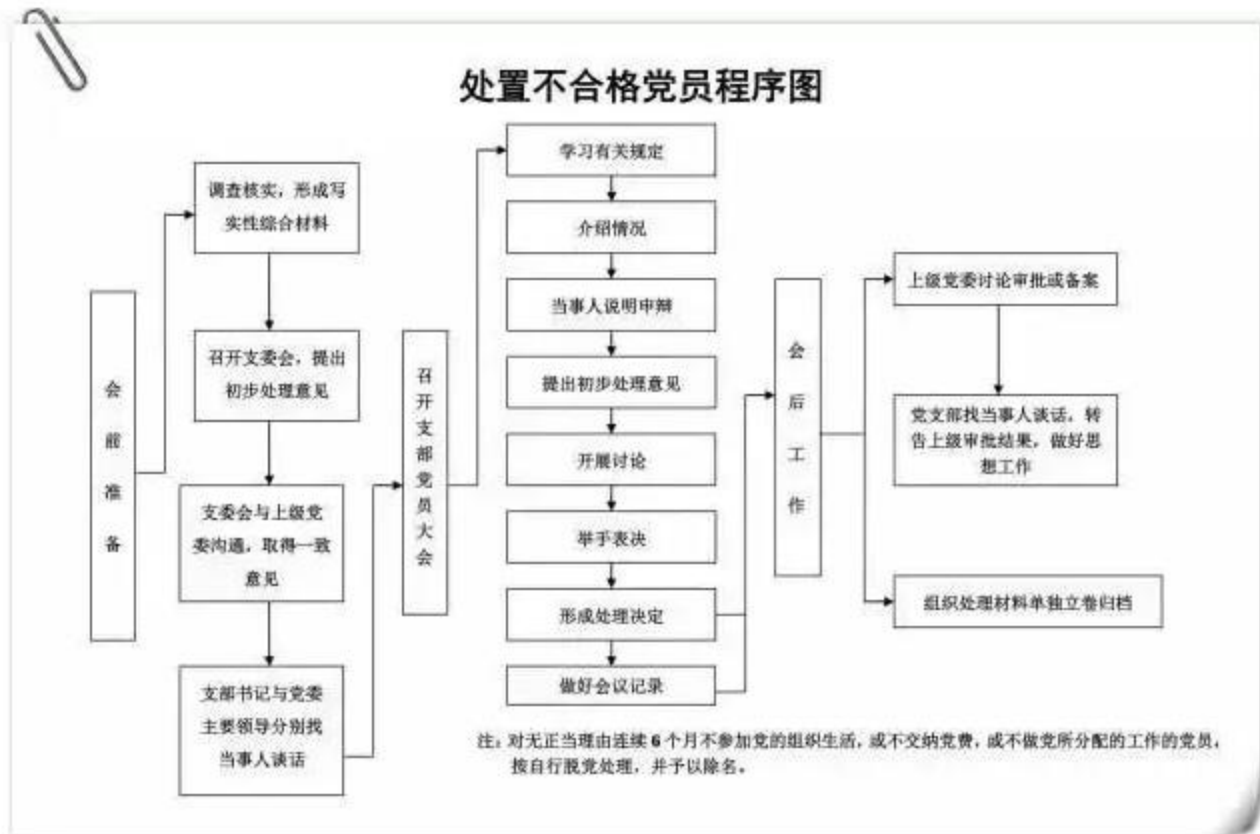 处置不合格党员程序图
会前准备
调查核实，形成写
实性综合材料
召开支委会，提出
初步处理意见
支委会与上级党
委沟通，取得一致
意见
支部书记与党委
主要领导分别找
当事人谈话
召开支部党员大会
学习有关规定
介绍情况
当事人说明申辩
提出初步处理意见
开展讨论
举手表决
形成处理决定
做好会议记录
会后工作
上级党委讨论审批或备案
党支部找当事人谈话，转
告上级审批结果，做好思
想工作
组织处理材料单独立卷归档
注：对无正当理由连续6个月不参加党的组织生活，或不交纳党费，或不做党所分配的工作的党员，
按自行脱党处理，并予以除名。